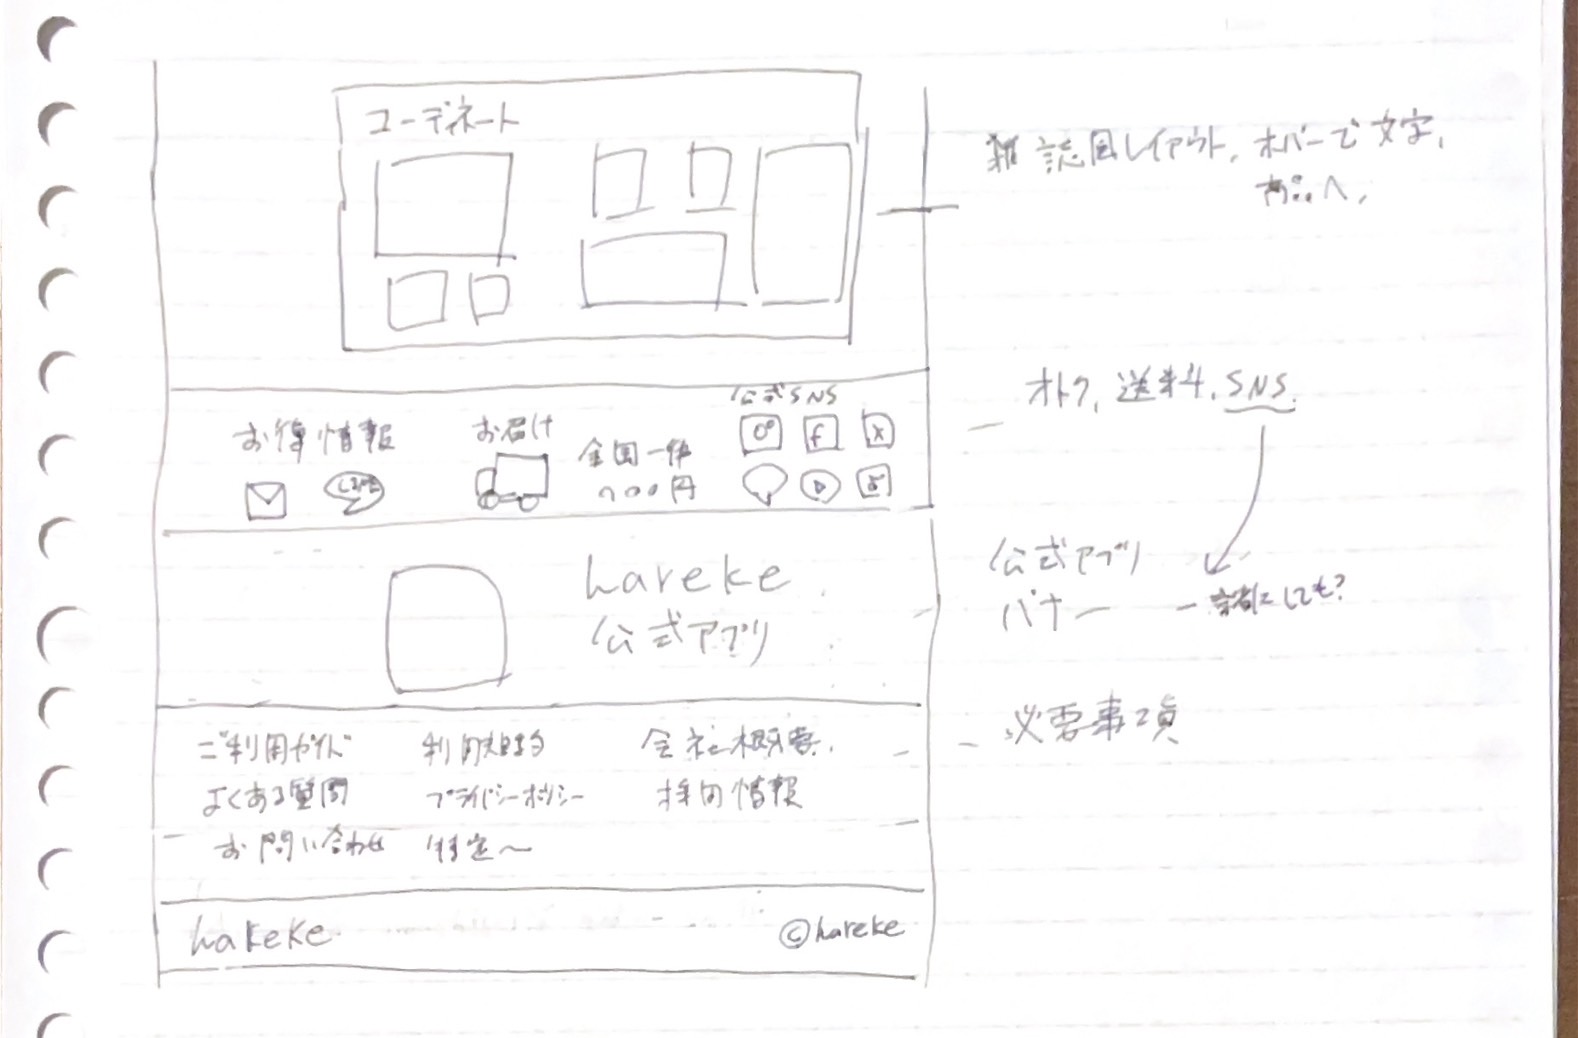 コーディネート
雑誌風レイアウト、ホバーで文字、
商品へ、
オトク、送料、SNS、
お得情報
LINE
お届け
全国一律
700円
公式SNS
f
X
hareke
公式アプリ
公式アプリ
バナー
にしても?
必要事項
ご利用ガイド
よくある質問
お問い合わせ
利用規約
プライバシーポリシー
特定〜
会社概要
採用情報
hakeke
©hareke